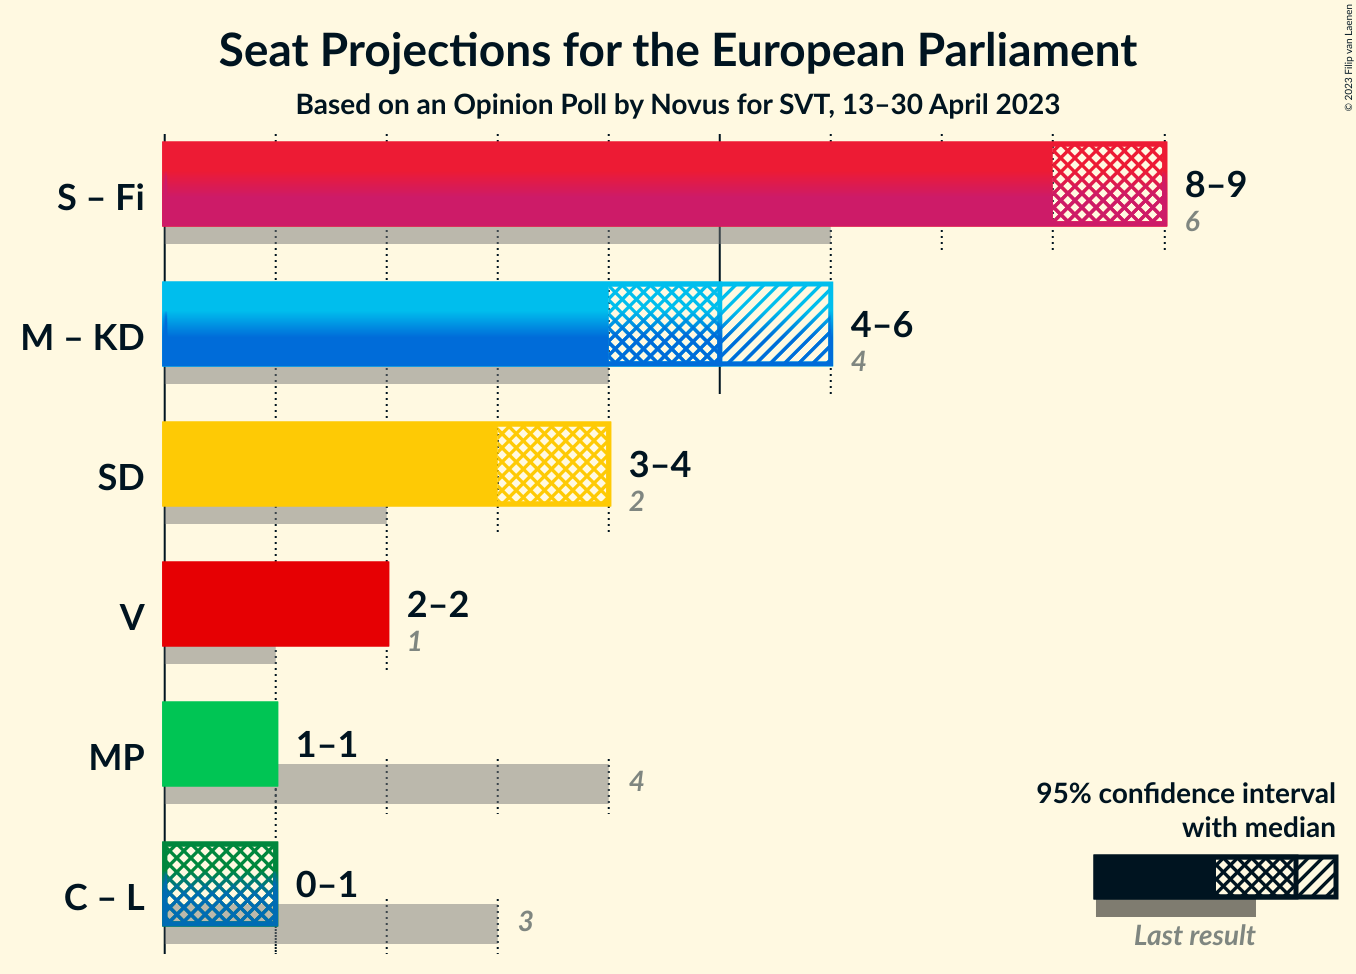 Seat Projections for the European Parliament
Based on an Opinion Poll by Novus for SVT, 13–30 April 2023
© 2023 Filip van Laenen
S – Fi
8–9
6
M – KD
4–6
4
SD
3–4
2
V
2–2
1
MP
1–1
4
C – L
0–1
3
95% confidence interval
with median
Last result